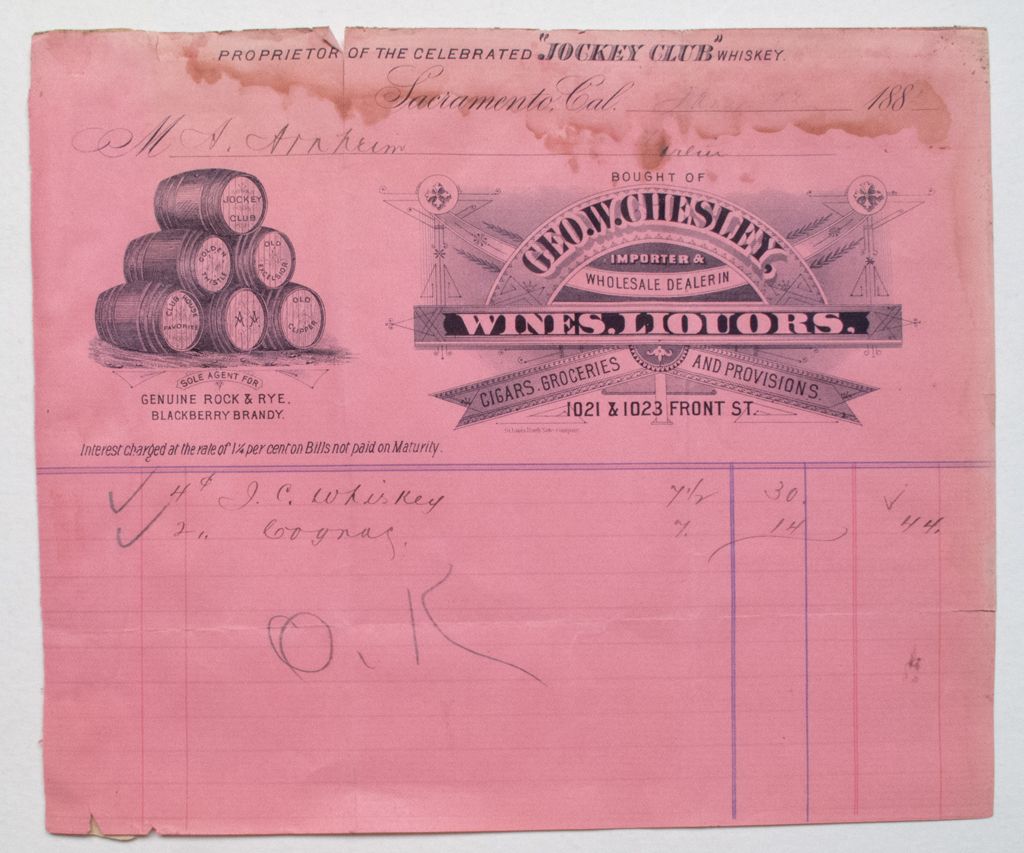 PROPRIETOR OF THE CELEBRATED "JOCKEY CLUB" WHISKEY.
Sacramento, Cal. 188
M A. Arnheim
BOUGHT OF
GEO. W. CHESLEY,
IMPORTER &
WHOLESALE DEALER IN
WINES, LIQUORS.
CIGARS. GROCERIES AND PROVISIONS.
1021 & 1023 FRONT ST.
JOCKEY CLUB
GOLDEN THISTLE
OLD EXCELSIOR
CLUB HOUSE FAVORITE
AA
OLD CLIPPER
SOLE AGENT FOR
GENUINE ROCK & RYE.
BLACKBERRY BRANDY.
Interest charged at the rate of 1¼ per cent on Bills not paid on Maturity.
4 J. C. Whiskey 7 1/2 30.
2 " Cognac. 7. 14 44.
O. K